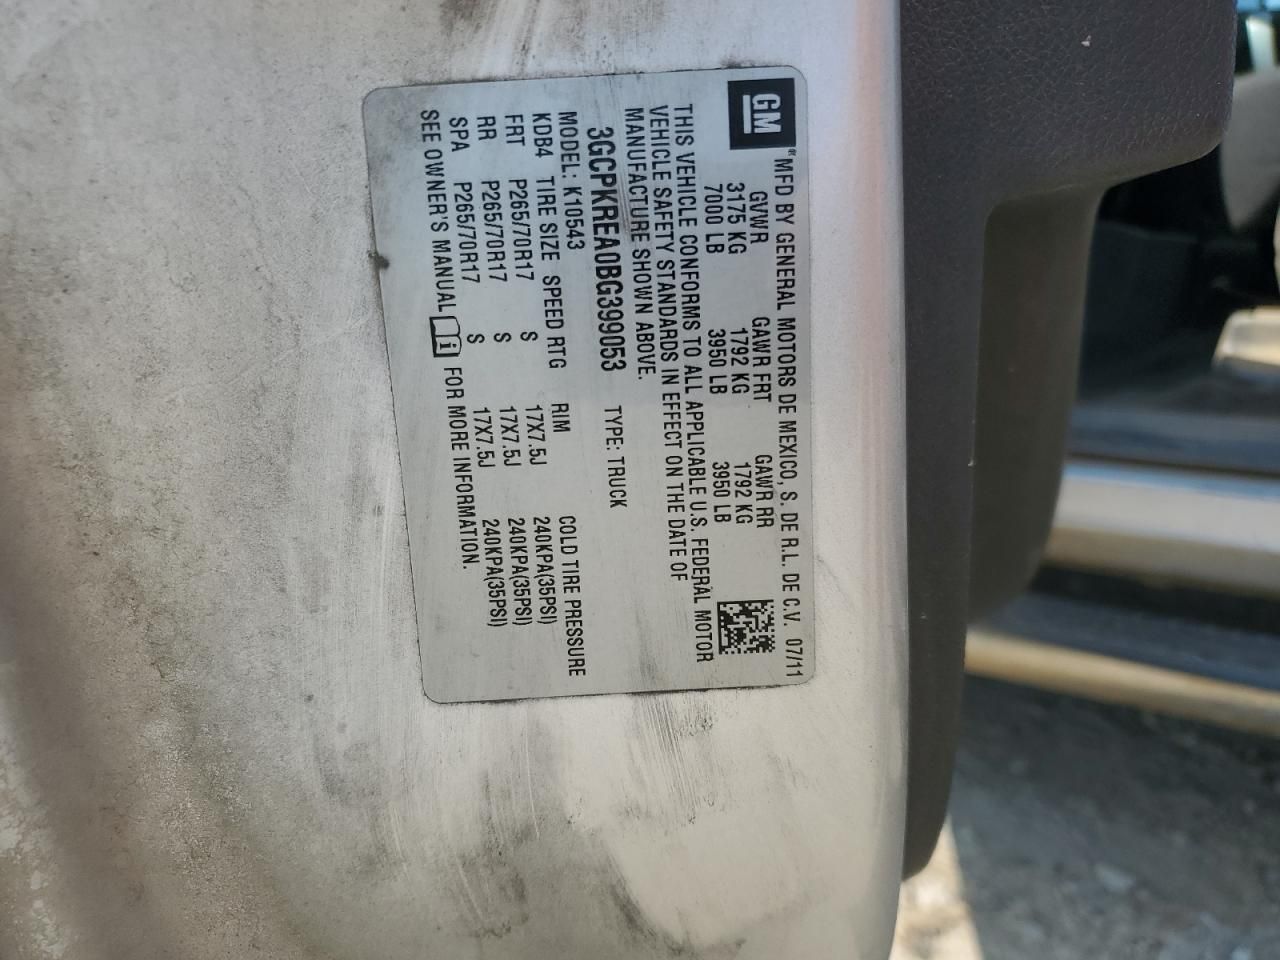 GM
® MFD BY GENERAL MOTORS DE MEXICO, S. DE R.L. DE C.V. 07/11
GVWR GAWR FRT GAWR RR
3175 KG 1792 KG 1792 KG
7000 LB 3950 LB 3950 LB
THIS VEHICLE CONFORMS TO ALL APPLICABLE U.S. FEDERAL MOTOR
VEHICLE SAFETY STANDARDS IN EFFECT ON THE DATE OF
MANUFACTURE SHOWN ABOVE.
3GCPKREA0BG399053 TYPE: TRUCK
MODEL: K10543
KDB4 TIRE SIZE SPEED RTG RIM COLD TIRE PRESSURE
FRT P265/70R17 S 17X7.5J 240KPA(35PSI)
RR P265/70R17 S 17X7.5J 240KPA(35PSI)
SPA P265/70R17 S 17X7.5J 240KPA(35PSI)
SEE OWNER'S MANUAL i FOR MORE INFORMATION.